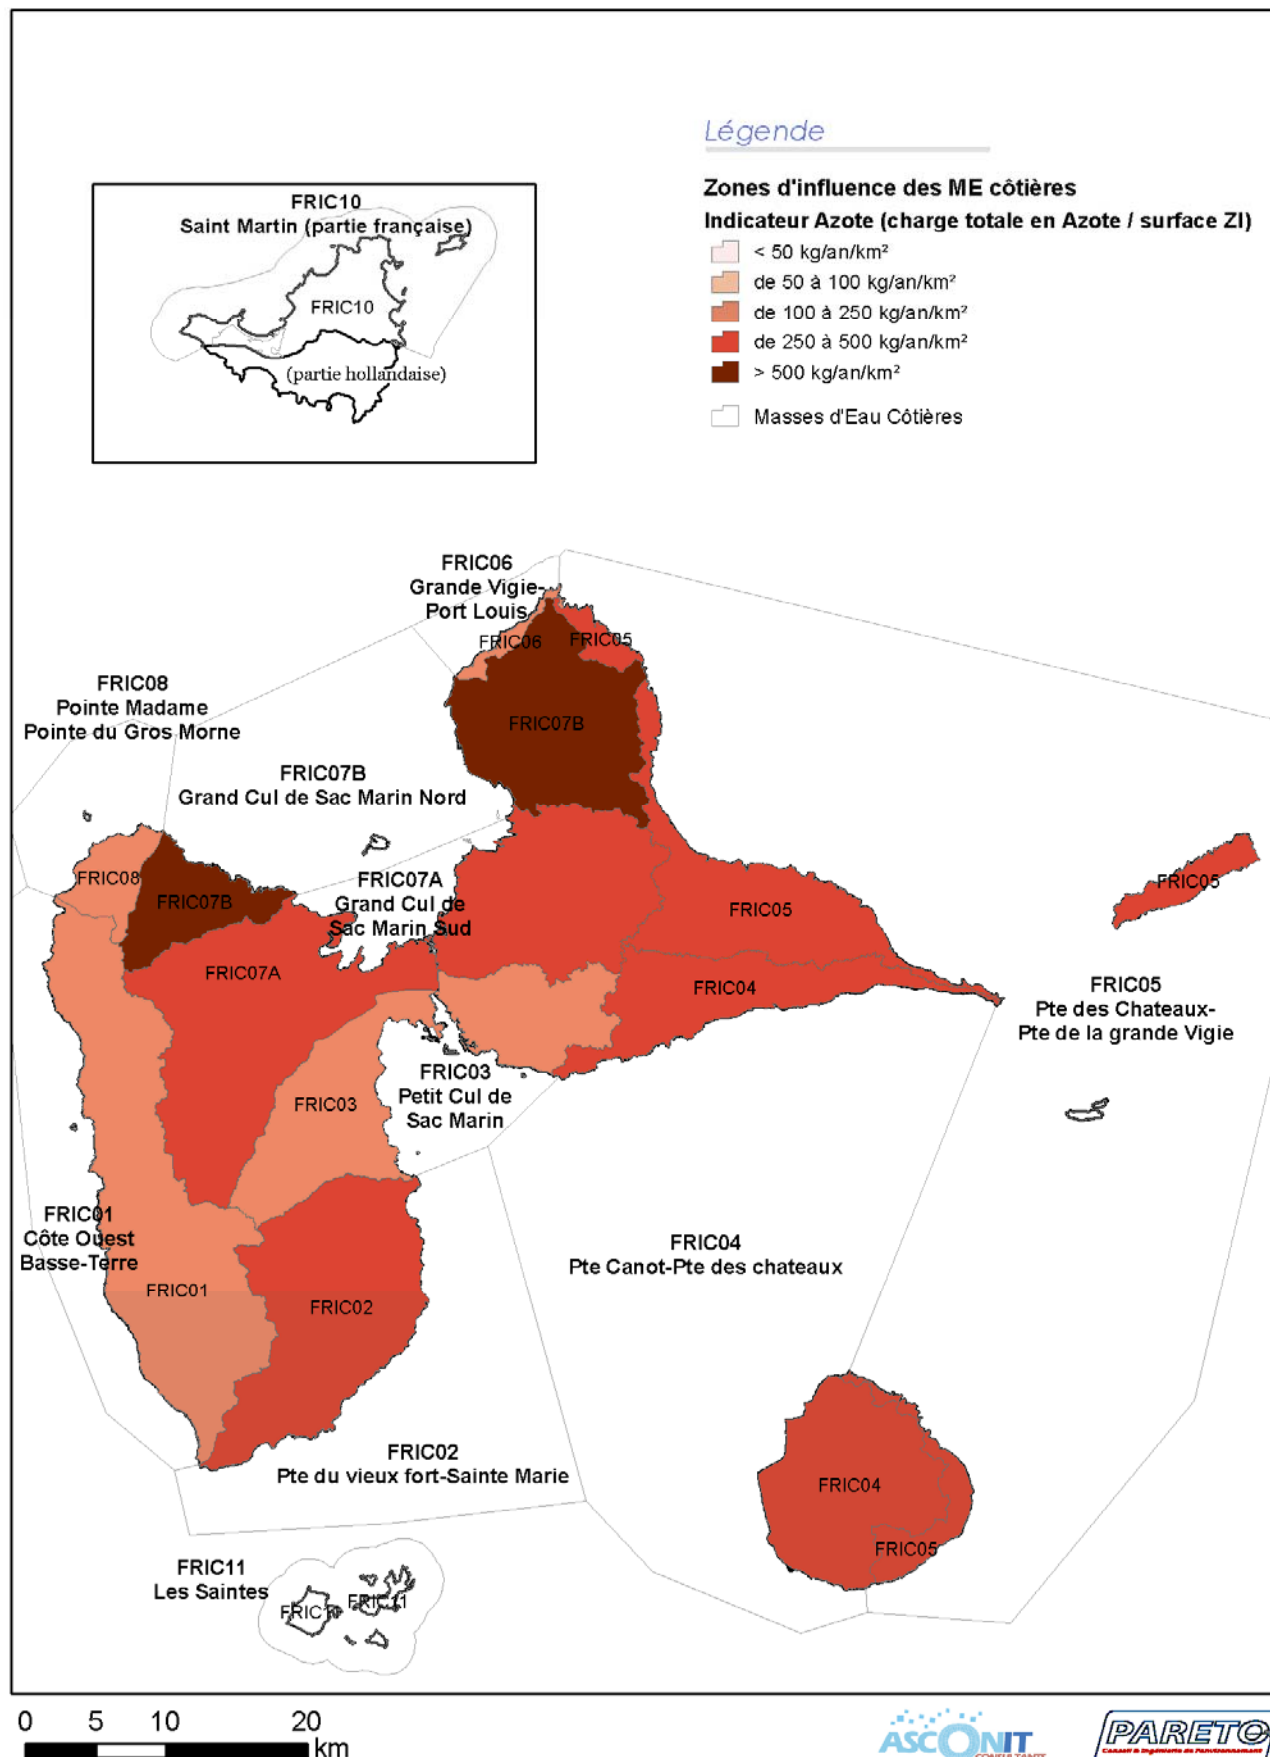 Légende
Zones d'influence des ME côtières
Indicateur Azote (charge totale en Azote / surface ZI)
< 50 kg/an/km²
de 50 à 100 kg/an/km²
de 100 à 250 kg/an/km²
de 250 à 500 kg/an/km²
> 500 kg/an/km²
Masses d'Eau Côtières
FRIC10
Saint Martin (partie française)
FRIC10
(partie hollandaise)
FRIC06
Grande Vigie-
Port Louis
FRIC06
FRIC05
FRIC08
Pointe Madame
Pointe du Gros Morne
FRIC07B
FRIC07B
Grand Cul de Sac Marin Nord
FRIC08
FRIC07B
FRIC07A
Grand Cul de
Sac Marin Sud
FRIC05
FRIC05
FRIC07A
FRIC04
FRIC05
Pte des Chateaux-
Pte de la grande Vigie
FRIC03
Petit Cul de
Sac Marin
FRIC03
FRIC01
Côte Ouest
Basse-Terre
FRIC04
Pte Canot-Pte des chateaux
FRIC01
FRIC02
FRIC02
Pte du vieux fort-Sainte Marie
FRIC04
FRIC05
FRIC11
Les Saintes
FRIC11
FRIC11
0 5 10 20
km
ASCONIT
CONSULTANTS
PARETO
Conseil & Ingénierie de l'environnement